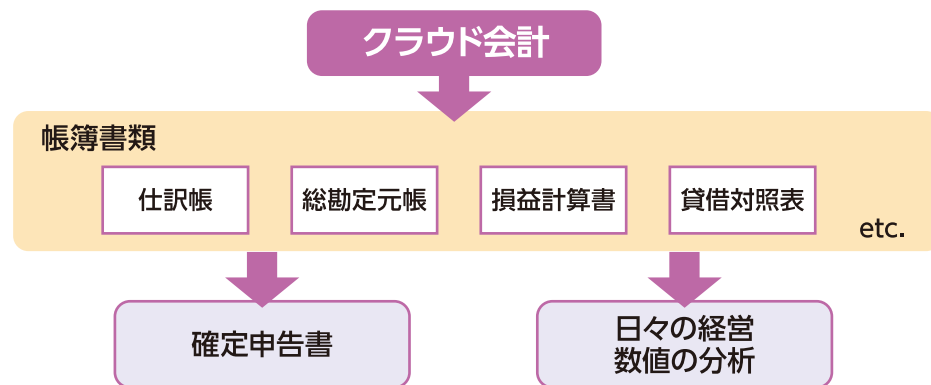 クラウド会計
帳簿書類
仕訳帳
総勘定元帳
損益計算書
貸借対照表
etc.
確定申告書
日々の経営
数値の分析